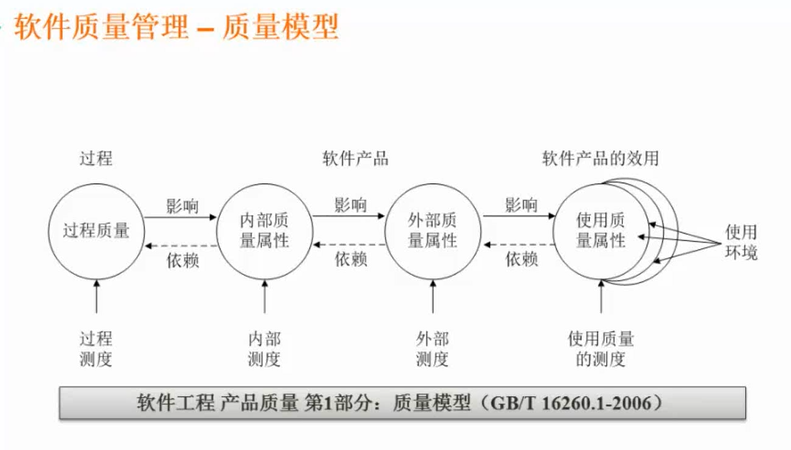 软件质量管理 – 质量模型
过程
软件产品
软件产品的效用
过程质量
影响
依赖
内部质
量属性
影响
依赖
外部质
量属性
影响
依赖
使用质
量属性
使用
环境
过程
测度
内部
测度
外部
测度
使用质量
的测度
软件工程 产品质量 第1部分：质量模型（GB/T 16260.1-2006）